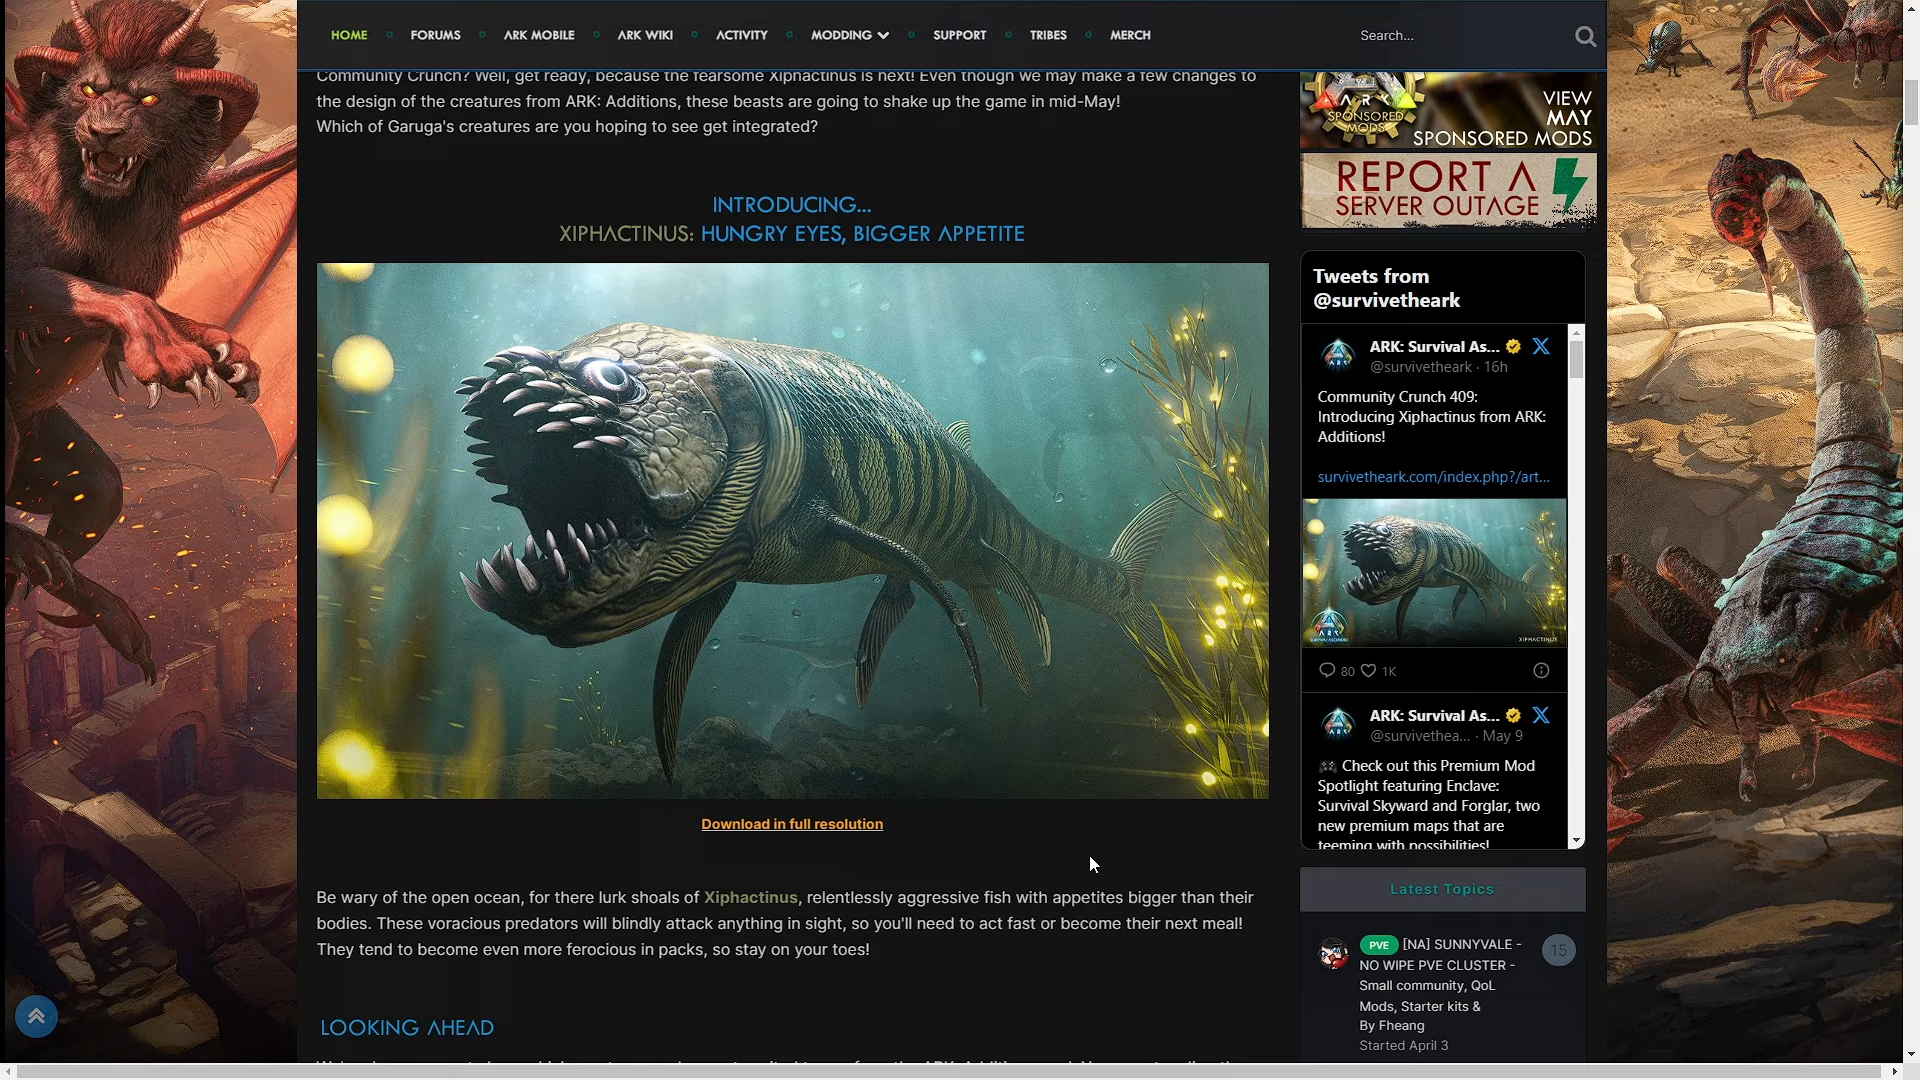 HOME
FORUMS
ARK MOBILE
ARK WIKI
ACTIVITY
MODDING
SUPPORT
TRIBES
MERCH
Search...
Community Crunch? Well, get ready, because the fearsome Xiphactinus is next! Even though we may make a few changes to
the design of the creatures from ARK: Additions, these beasts are going to shake up the game in mid-May!
Which of Garuga's creatures are you hoping to see get integrated?
INTRODUCING...
XIPHACTINUS: HUNGRY EYES, BIGGER APPETITE
Download in full resolution
Be wary of the open ocean, for there lurk shoals of Xiphactinus, relentlessly aggressive fish with appetites bigger than their
bodies. These voracious predators will blindly attack anything in sight, so you'll need to act fast or become their next meal!
They tend to become even more ferocious in packs, so stay on your toes!
LOOKING AHEAD
ARK
SPONSORED
MODS
VIEW
MAY
SPONSORED MODS
REPORT A
SERVER OUTAGE
Tweets from
@survivetheark
ARK: Survival As...
@survivetheark · 16h
Community Crunch 409:
Introducing Xiphactinus from ARK:
Additions!
survivetheark.com/index.php?/art...
ARK
XIPHACTINUS
80
1K
ARK: Survival As...
@survivethea... · May 9
🎮 Check out this Premium Mod
Spotlight featuring Enclave:
Survival Skyward and Forglar, two
new premium maps that are
teeming with possibilities!
Latest Topics
PVE [NA] SUNNYVALE -
NO WIPE PVE CLUSTER -
Small community, QoL
Mods, Starter kits &
By Fheang
Started April 3
15